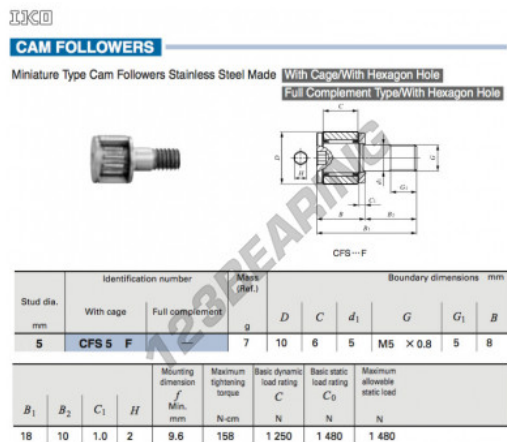 IKO
CAM FOLLOWERS
Miniature Type Cam Followers Stainless Steel Made With Cage/With Hexagon Hole
Full Complement Type/With Hexagon Hole
C
D
H
d1
G
G1
C1
B
B2
B1
CFS…F
123BEARING
Stud dia.
mm
Identification number
With cage
Full complement
Mass
(Ref.)
g
Boundary dimensions mm
D
C
d1
G
G1
B
5 CFS 5 F — 7 10 6 5 M5 × 0.8 5 8
B1
B2
C1
H
Mounting
dimension
f
Min.
mm
Maximum
tightening
torque
N-cm
Basic dynamic
load rating
C
N
Basic static
load rating
C0
N
Maximum
allowable
static load
N
18 10 1.0 2 9.6 158 1 250 1 480 1 480